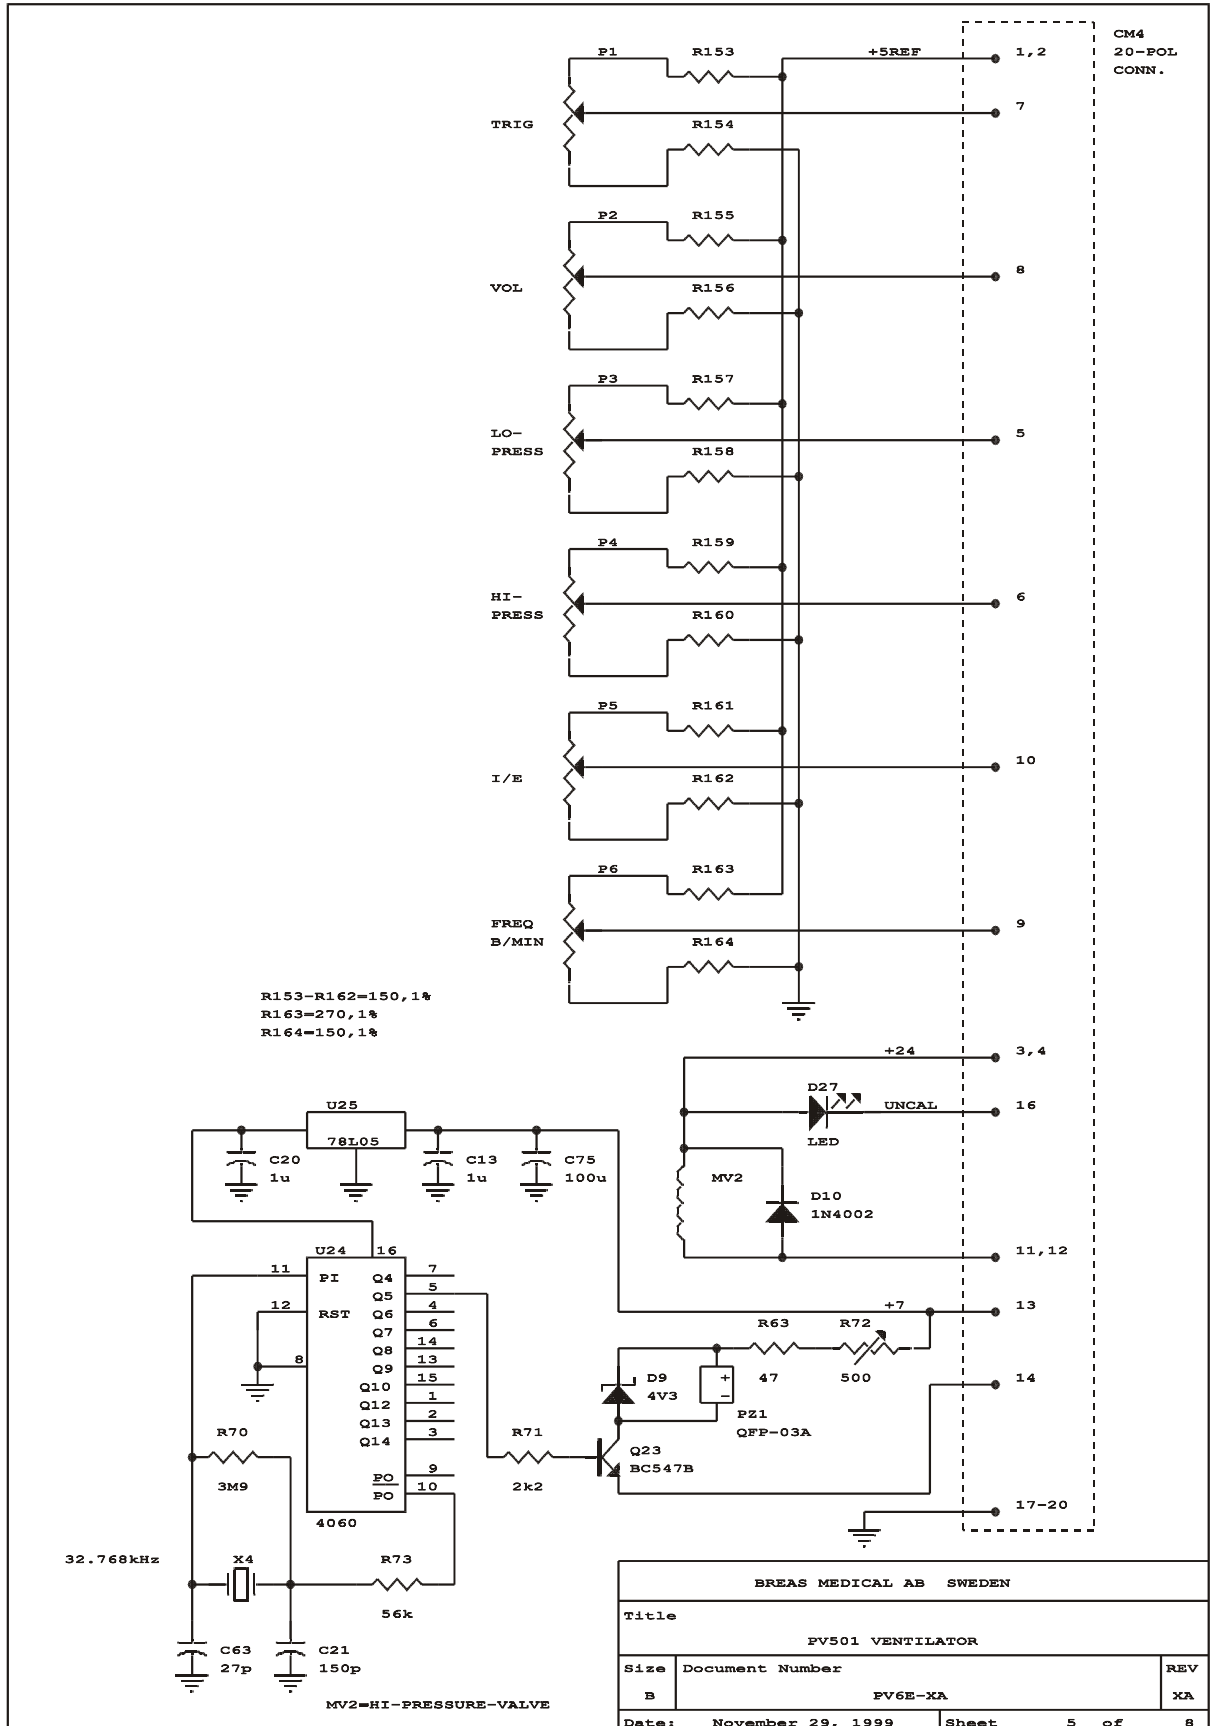 CM4
20-POL
CONN.
P1 R153 +5REF 1,2
7
TRIG R154
P2 R155
8
VOL R156
P3 R157
LO-
PRESS 5
R158
P4 R159
HI-
PRESS 6
R160
P5 R161
10
I/E R162
P6 R163
FREQ
B/MIN 9
R164
R153-R162=150,1%
R163=270,1%
R164=150,1%
+24 3,4
D27
UNCAL 16
LED
U25
78L05
C20
1u
C13
1u
C75
100u
MV2
D10
1N4002
11,12
U24 16
11 PI Q4 7
Q5 5
12 RST Q6 4
Q7 6
Q8 14
8 Q9 13
Q10 15
Q12 1
Q13 2
Q14 3
PO 9
PO 10
4060
+7 13
R63 R72
47 500
D9
4V3
+
-
PZ1
QFP-03A
14
R70
3M9
R71
2k2
Q23
BC547B
17-20
32.768kHz X4 R73
56k
C63
27p
C21
150p
MV2=HI-PRESSURE-VALVE
BREAS MEDICAL AB SWEDEN
Title
PV501 VENTILATOR
Size Document Number REV
B PV6E-XA XA
Date: November 29, 1999 Sheet 5 of 8